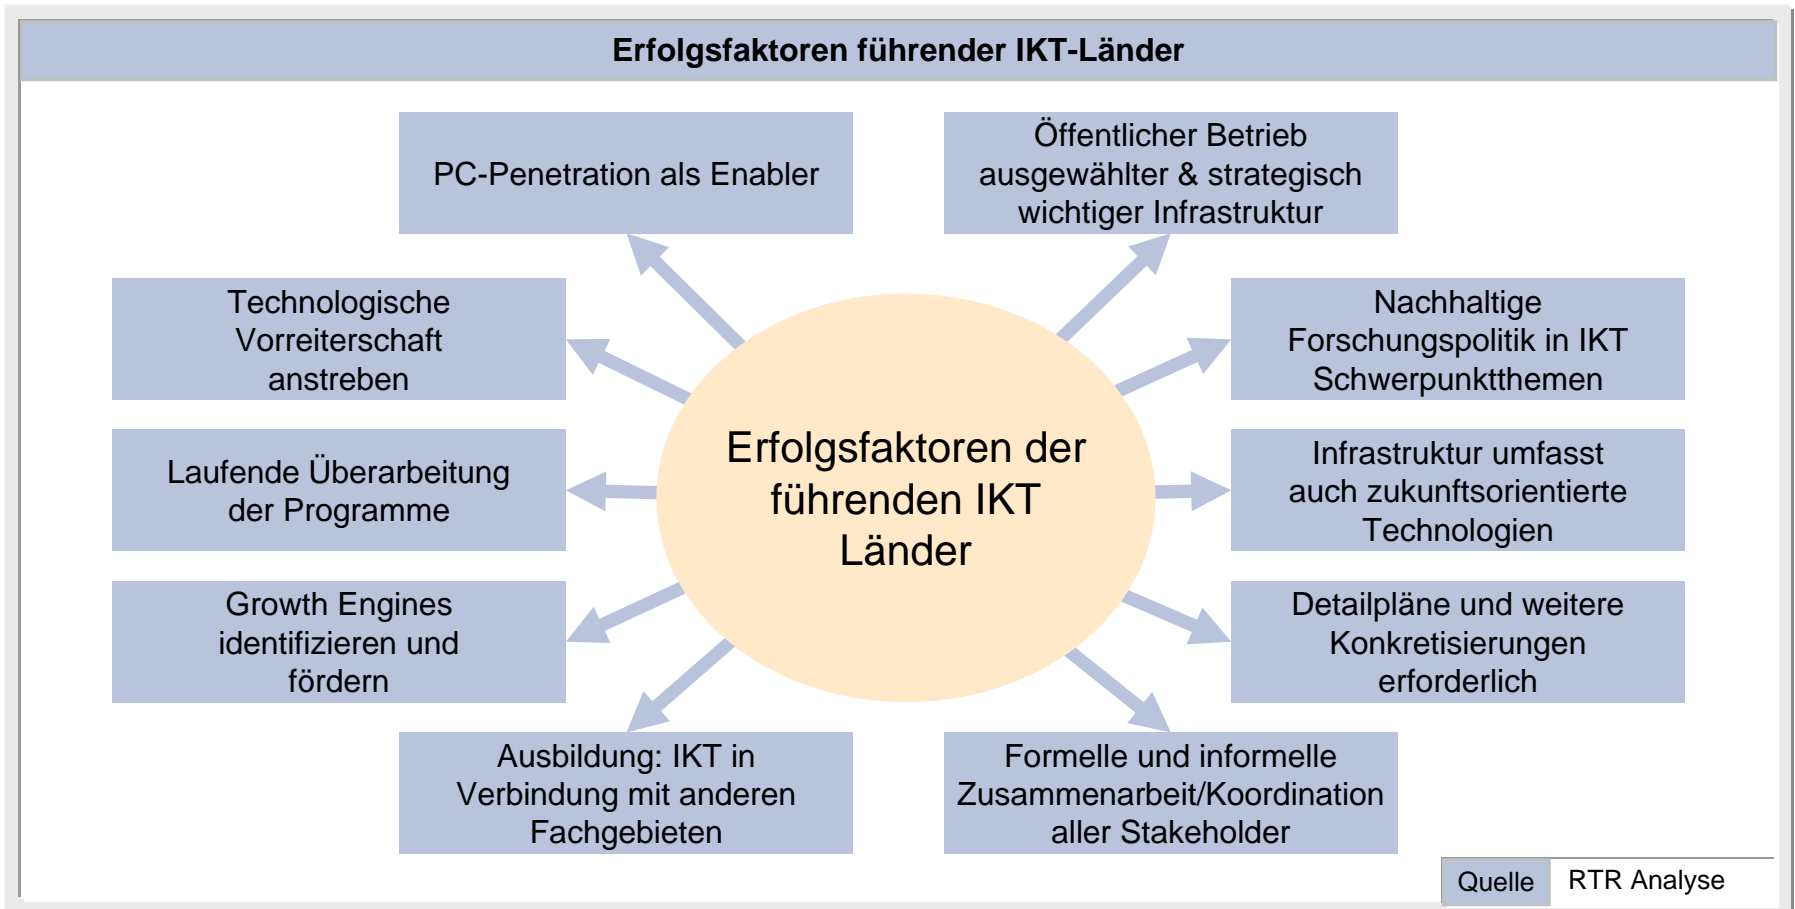 Erfolgsfaktoren führender IKT-Länder
PC-Penetration als Enabler
Öffentlicher Betrieb
ausgewählter & strategisch
wichtiger Infrastruktur
Technologische
Vorreiterschaft
anstreben
Nachhaltige
Forschungspolitik in IKT
Schwerpunktthemen
Laufende Überarbeitung
der Programme
Erfolgsfaktoren der
führenden IKT
Länder
Infrastruktur umfasst
auch zukunftsorientierte
Technologien
Growth Engines
identifizieren und
fördern
Detailpläne und weitere
Konkretisierungen
erforderlich
Ausbildung: IKT in
Verbindung mit anderen
Fachgebieten
Formelle und informelle
Zusammenarbeit/Koordination
aller Stakeholder
Quelle RTR Analyse